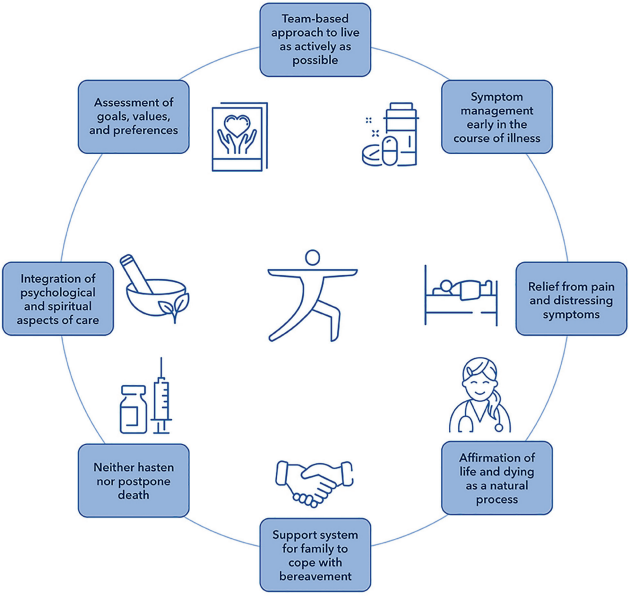 Team-based
approach to live
as actively as
possible
Symptom
management
early in the
course of illness
Relief from pain
and distressing
symptoms
Affirmation of
life and dying
as a natural
process
Support system
for family to
cope with
bereavement
Neither hasten
nor postpone
death
Integration of
psychological
and spiritual
aspects of care
Assessment of
goals, values,
and preferences